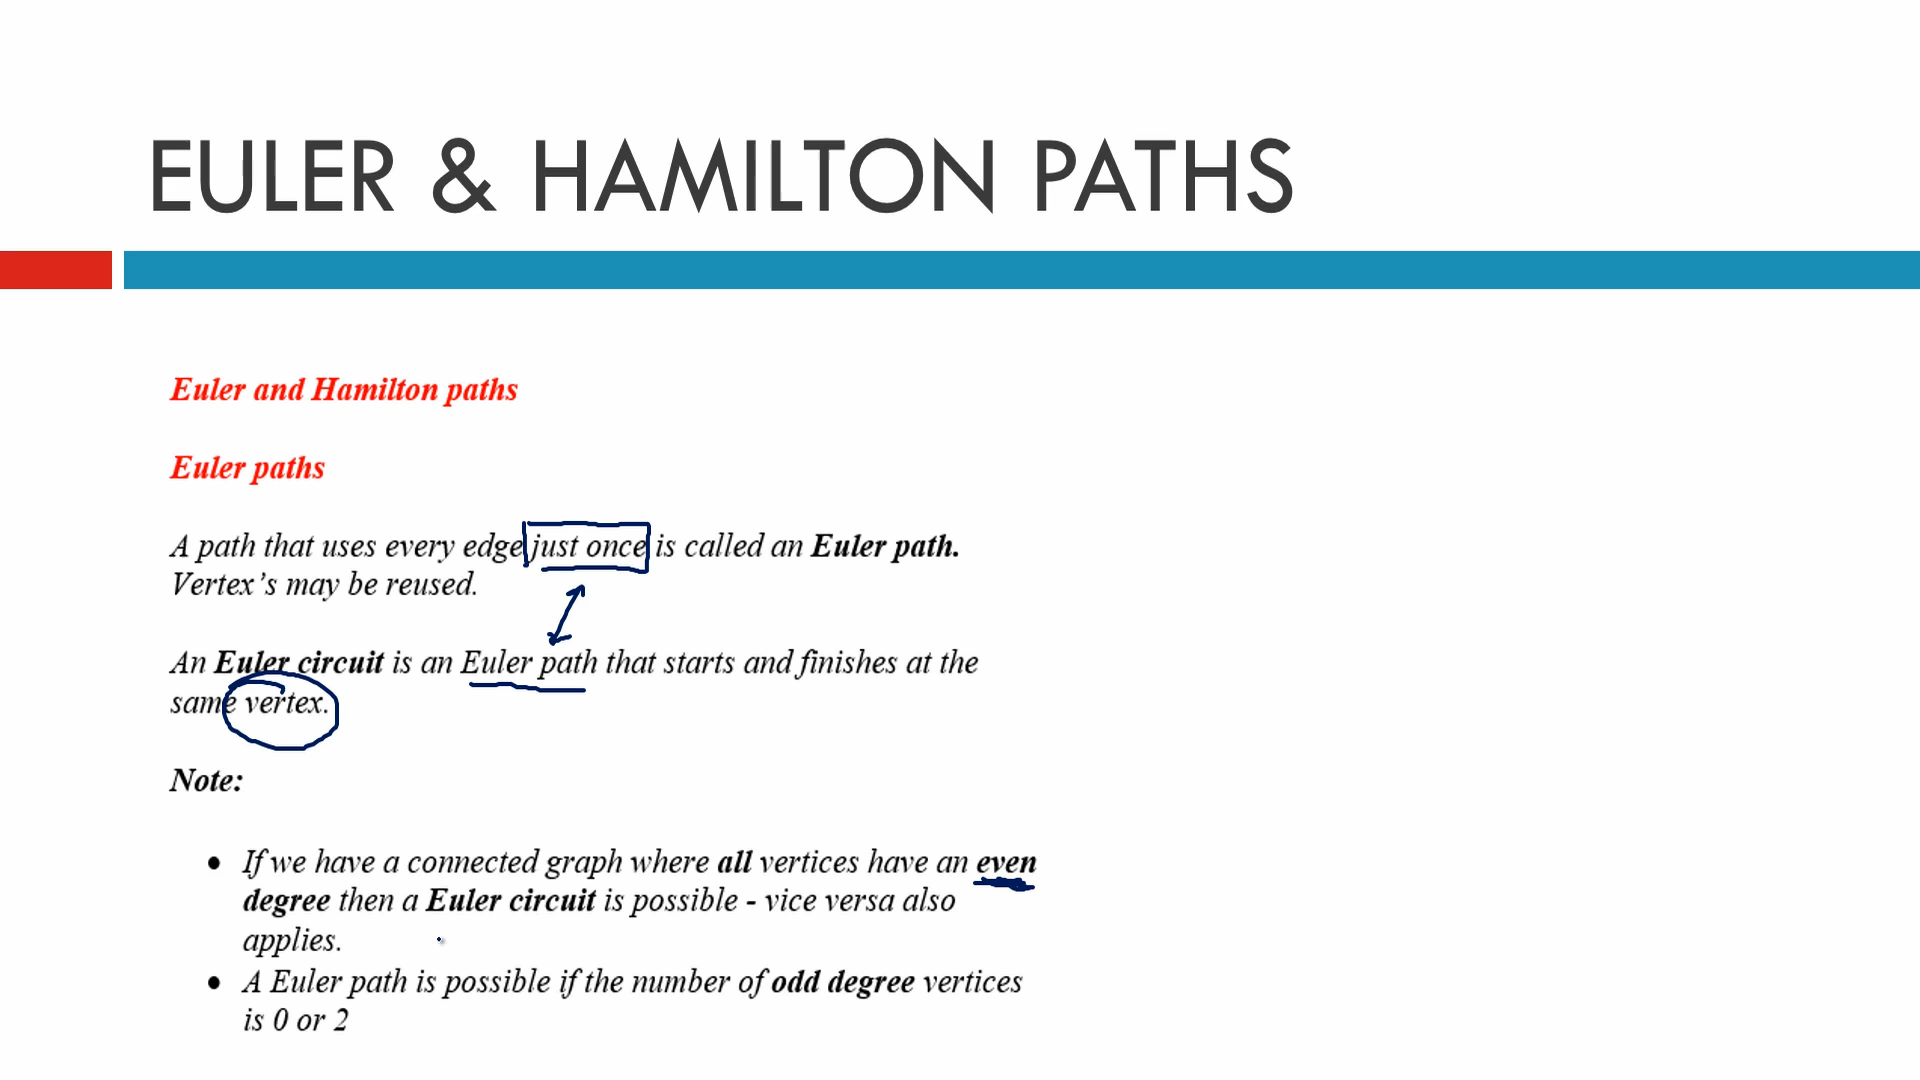 EULER & HAMILTON PATHS
Euler and Hamilton paths
Euler paths
A path that uses every edge just once is called an Euler path.
Vertex’s may be reused.
An Euler circuit is an Euler path that starts and finishes at the
same vertex.
Note:
• If we have a connected graph where all vertices have an even
degree then a Euler circuit is possible - vice versa also
applies.
• A Euler path is possible if the number of odd degree vertices
is 0 or 2